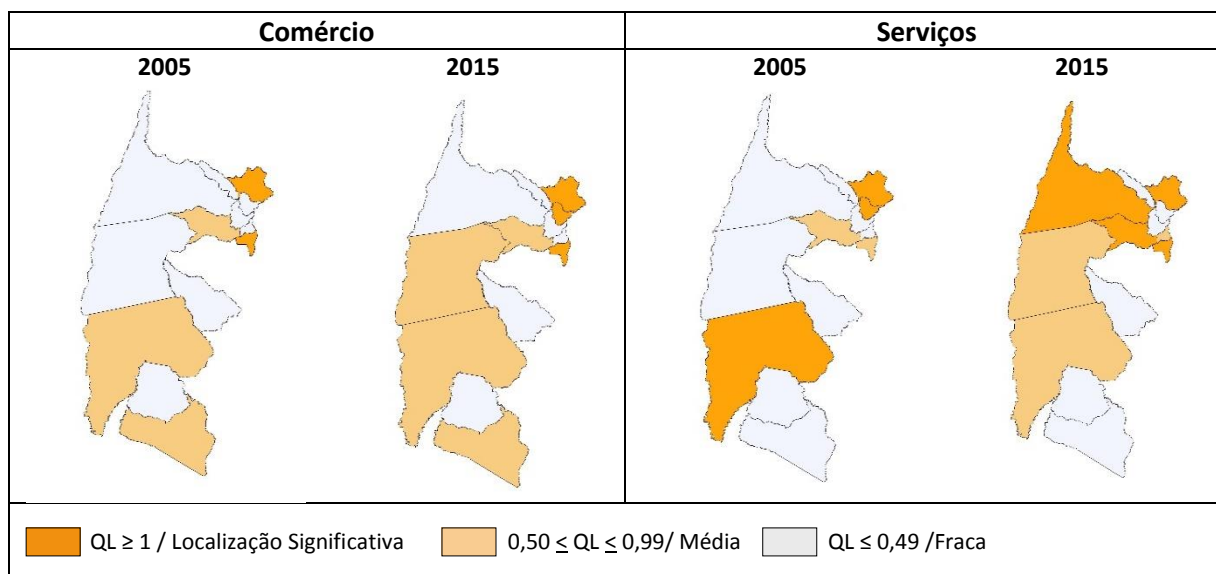 Comércio
Serviços
2005
2015
2005
2015
QL ≥ 1 / Localização Significativa
0,50 ≤ QL ≤ 0,99/ Média
QL ≤ 0,49 /Fraca